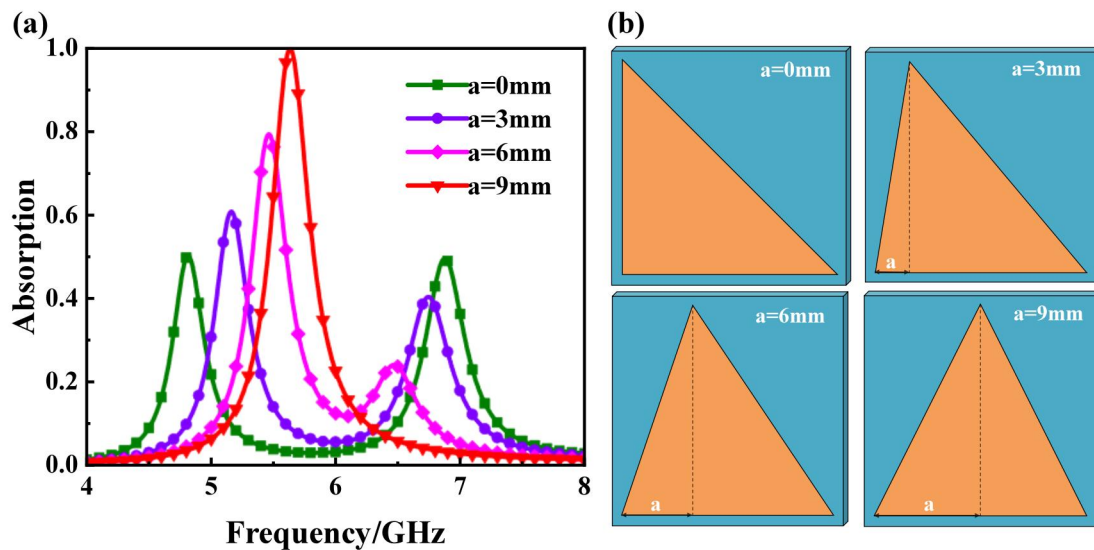 (a)
1.0
0.8
0.6
0.4
0.2
0.0
Absorption
4
5
6
7
8
Frequency/GHz
a=0mm
a=3mm
a=6mm
a=9mm
(b)
a=0mm
a=3mm
a
a=6mm
a
a=9mm
a